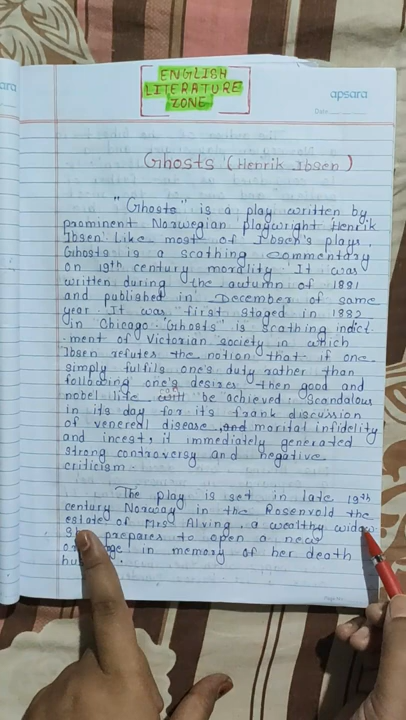 ENGLISH
LITERATURE
ZONE
apsara
Date
Ghosts (Henrik Ibsen)
"Ghosts" is a play written by
prominent Norwegian playwright Henrik
Ibsen. Like most of Ibsen's plays.
Ghosts is a scathing commentary
on 19th century morality. It was
written during the autumn of 1881
and published in December of same
year. It was first staged in 1882
in Chicago. "Ghosts" is scathing indict
-ment of Victorian society in which
Ibsen refutes the notion that if one
simply fulfils one's duty rather than
following one's desires then good and
nobel life can be achieved. Scandalous
in its day for its frank discussion
of venereal disease, and marital infidelity
and incest, it immediately generated
strong controversy and negative
criticism.
The play is set in late 19th
century Norway in the Rosenvold the
estate of Mrs Alving, a wealthy widow
prepares to open a new
in memory of her death